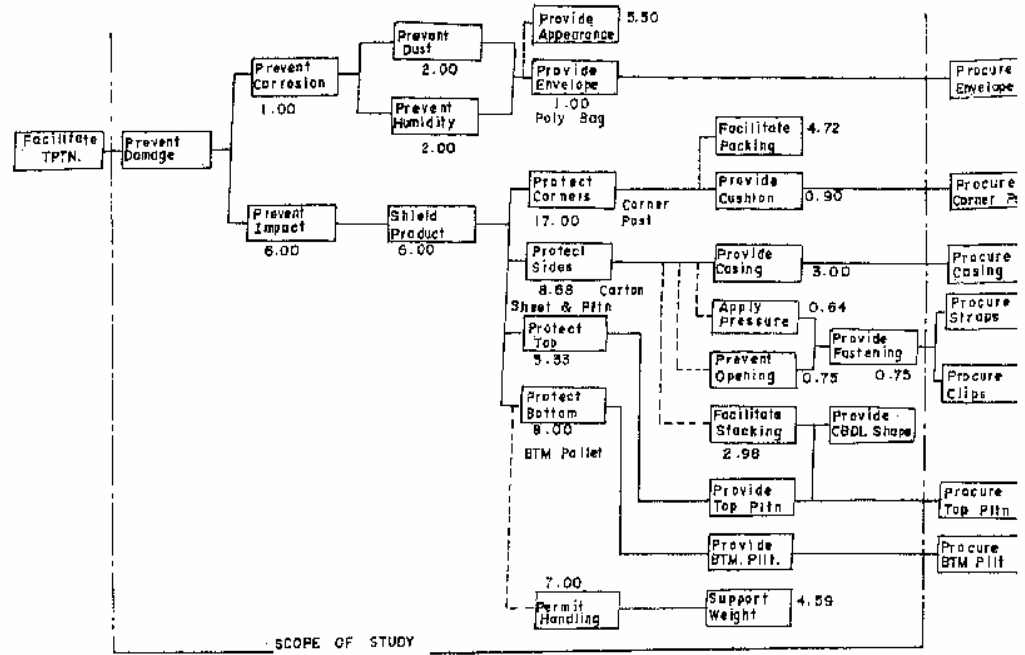 Provide
Appearance
5.50
Prevent
Dust
2.00
Prevent
Corrosion
1.00
Provide
Envelope
1.00
Poly Bag
Procure
Envelope
Prevent
Humidity
2.00
Facilitate
TPTN.
Prevent
Damage
Facilitate
Packing
4.72
Protect
Corners
17.00
Corner
Post
Provide
Cushion
0.90
Procure
Corner
Prevent
Impact
6.00
Shield
Product
6.00
Protect
Sides
8.68 Carton
Provide
Casing
3.00
Procure
Casing
Sheet & Pltn
Apply
Pressure
0.64
Procure
Straps
Protect
Top
5.33
Provide
Fastening
0.75
Prevent
Opening
0.75
Procure
Clips
Protect
Bottom
8.00
BTM Pallet
Facilitate
Stacking
2.98
Provide
CBDL Shape
Provide
Top Pltn
Procure
Top Pltn
Provide
BTM. Pllt.
Procure
BTM Pllt
7.00
Permit
Handling
Support
Weight
4.59
SCOPE OF STUDY